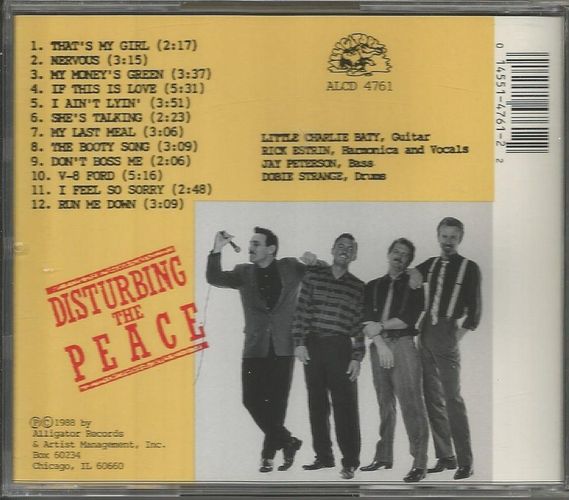 1. THAT'S MY GIRL (2:17)
2. NERVOUS (3:15)
3. MY MONEY'S GREEN (3:37)
4. IF THIS IS LOVE (5:31)
5. I AIN'T LYIN' (3:51)
6. SHE'S TALKING (2:23)
7. MY LAST MEAL (3:06)
8. THE BOOTY SONG (3:09)
9. DON'T BOSS ME (2:06)
10. V-8 FORD (5:16)
11. I FEEL SO SORRY (2:48)
12. RUN ME DOWN (3:09)
ALCD 4761
LITTLE CHARLIE BATY, Guitar
RICK ESTRIN, Harmonica and Vocals
JAY PETERSON, Bass
DOBIE STRANGE, Drums
0 14551-4761-2 2
DISTURBING
THE
PEACE
℗©1988 by
Alligator Records
& Artist Management, Inc.
Box 60234
Chicago, IL 60660